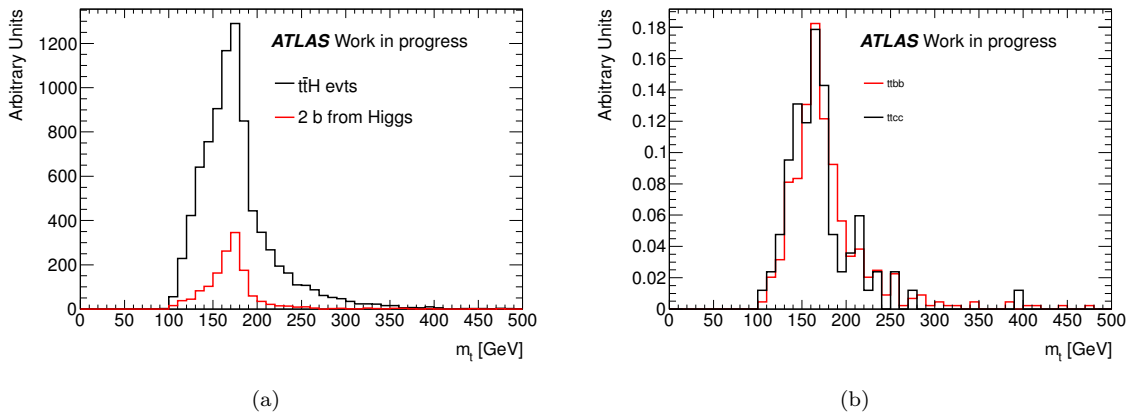 Arbitrary Units
1200
1000
800
600
400
200
0
0 50 100 150 200 250 300 350 400 450 500
m_t [GeV]
ATLAS Work in progress
tt̄H evts
2 b from Higgs
(a)
Arbitrary Units
0.18
0.16
0.14
0.12
0.1
0.08
0.06
0.04
0.02
0
0 50 100 150 200 250 300 350 400 450 500
m_t [GeV]
ATLAS Work in progress
ttbb
ttcc
(b)